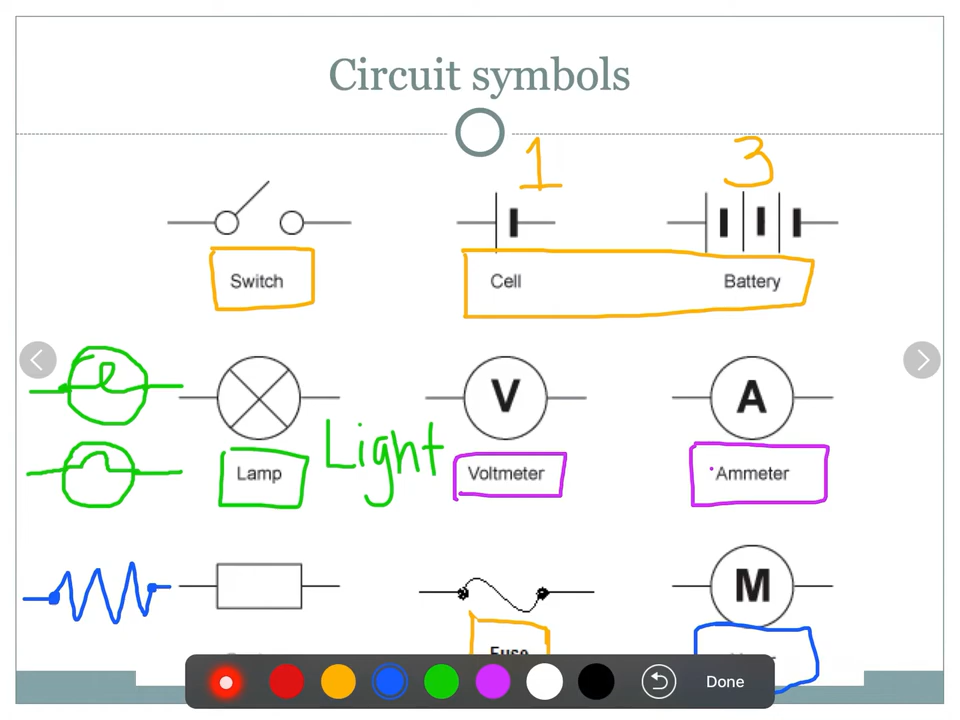 Circuit symbols
1 3
Switch Cell Battery
V A
Lamp Light Voltmeter Ammeter
M
Fuse
Done